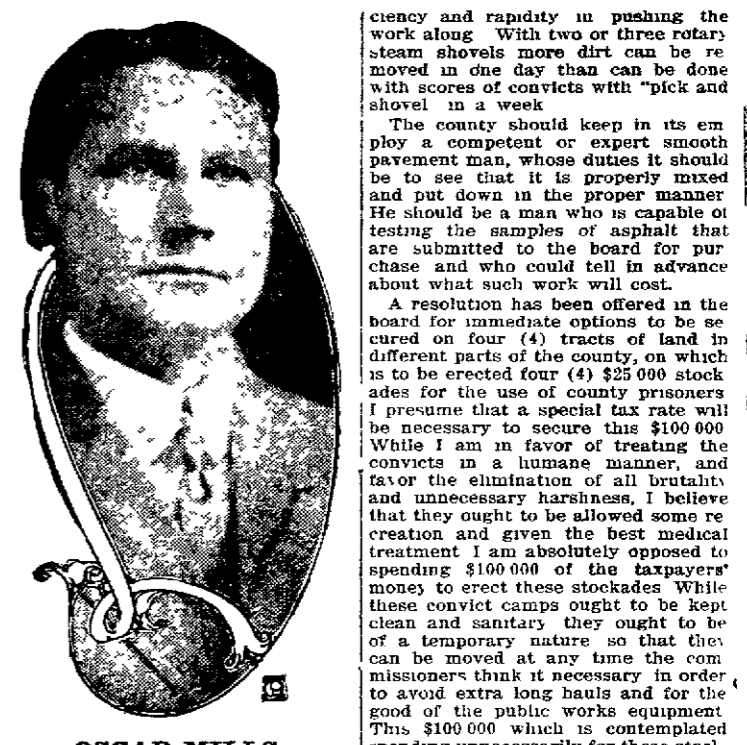 OSCAR MILLS
ciency and rapidity in pushing the
work along With two or three rotary
steam shovels more dirt can be re
moved in one day than can be done
with scores of convicts with "pick and
shovel in a week
The county should keep in its em
ploy a competent or expert smooth
pavement man, whose duties it should
be to see that it is properly mixed
and put down in the proper manner
He should be a man who is capable of
testing the samples of asphalt that
are submitted to the board for pur
chase and who could tell in advance
about what such work will cost.
A resolution has been offered in the
board for immediate options to be se
cured on four (4) tracts of land in
different parts of the county, on which
is to be erected four (4) $25 000 stock
ades for the use of county prisoners
I presume that a special tax rate will
be necessary to secure this $100 000
While I am in favor of treating the
convicts in a humane manner, and
favor the elimination of all brutality
and unnecessary harshness, I believe
that they ought to be allowed some re
creation and given the best medical
treatment I am absolutely opposed to
spending $100 000 of the taxpayers'
money to erect these stockades While
these convict camps ought to be kept
clean and sanitary they ought to be
of a temporary nature so that they
can be moved at any time the com
missioners think it necessary in order
to avoid extra long hauls and for the
good of the public works equipment
This $100 000 which is contemplated